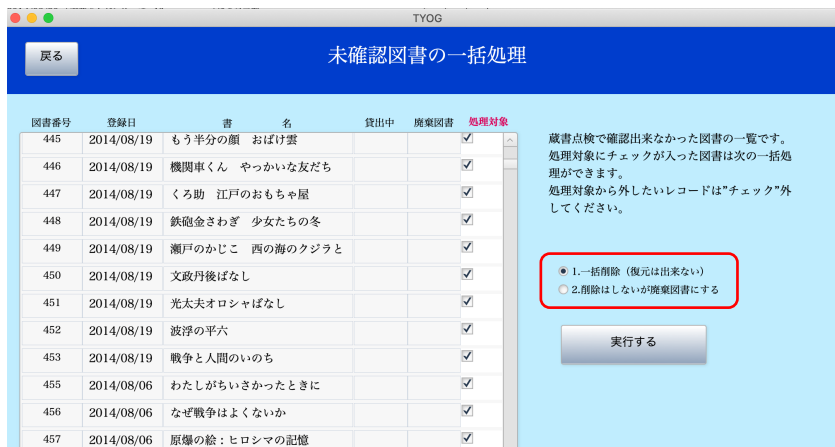 TYOG
戻る
未確認図書の一括処理
図書番号 登録日 書 名 貸出中 廃棄図書 処理対象
445 2014/08/19 もう半分の顔 おばけ雲
446 2014/08/19 機関車くん やっかいな友だち
447 2014/08/19 くろ助 江戸のおもちゃ屋
448 2014/08/19 鉄砲金さわぎ 少女たちの冬
449 2014/08/19 瀬戸のかじこ 西の海のクジラと
450 2014/08/19 文政丹後ばなし
451 2014/08/19 光太夫オロシャばなし
452 2014/08/19 波浮の平六
453 2014/08/19 戦争と人間のいのち
455 2014/08/06 わたしがちいさかったときに
456 2014/08/06 なぜ戦争はよくないか
457 2014/08/06 原爆の絵：ヒロシマの記憶
蔵書点検で確認出来なかった図書の一覧です。
処理対象にチェックが入った図書は次の一括処
理ができます。
処理対象から外したいレコードは"チェック"外
してください。
1.一括削除（復元は出来ない）
2.削除はしないが廃棄図書にする
実行する